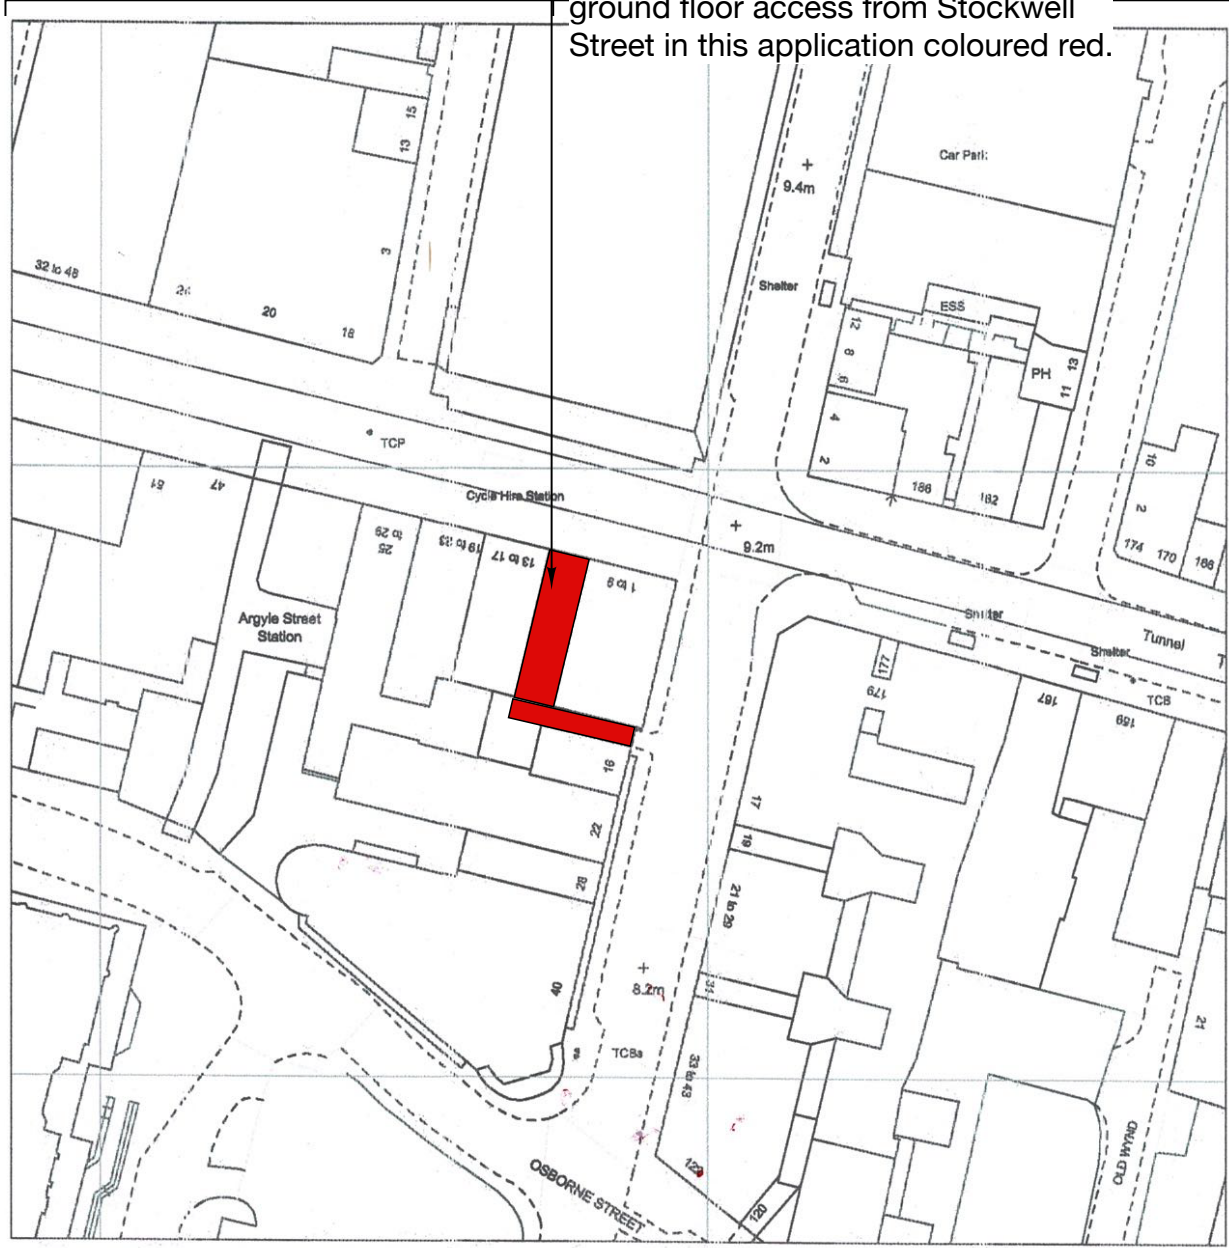 ground floor access from Stockwell
Street in this application coloured red.
15
13
Car Park
9.4m
3
32 to 48
20
18
Shelter
ESS
12
8
6
PH
13
11
4
2
TCP
10
2
51
47
Cycle Hire Station
186
182
9.2m
174
170
168
25 to 29
25
19 to 23
13 to 17
1 to 9
Argyle Street
Station
Shelter
Tunnel
T
Shelter
177
179
167
159
TCB
16
17
22
19
28
21 to 29
40
8.2m
31
21
TCBs
33 to 43
129
OSBORNE STREET
120
OLD WYND